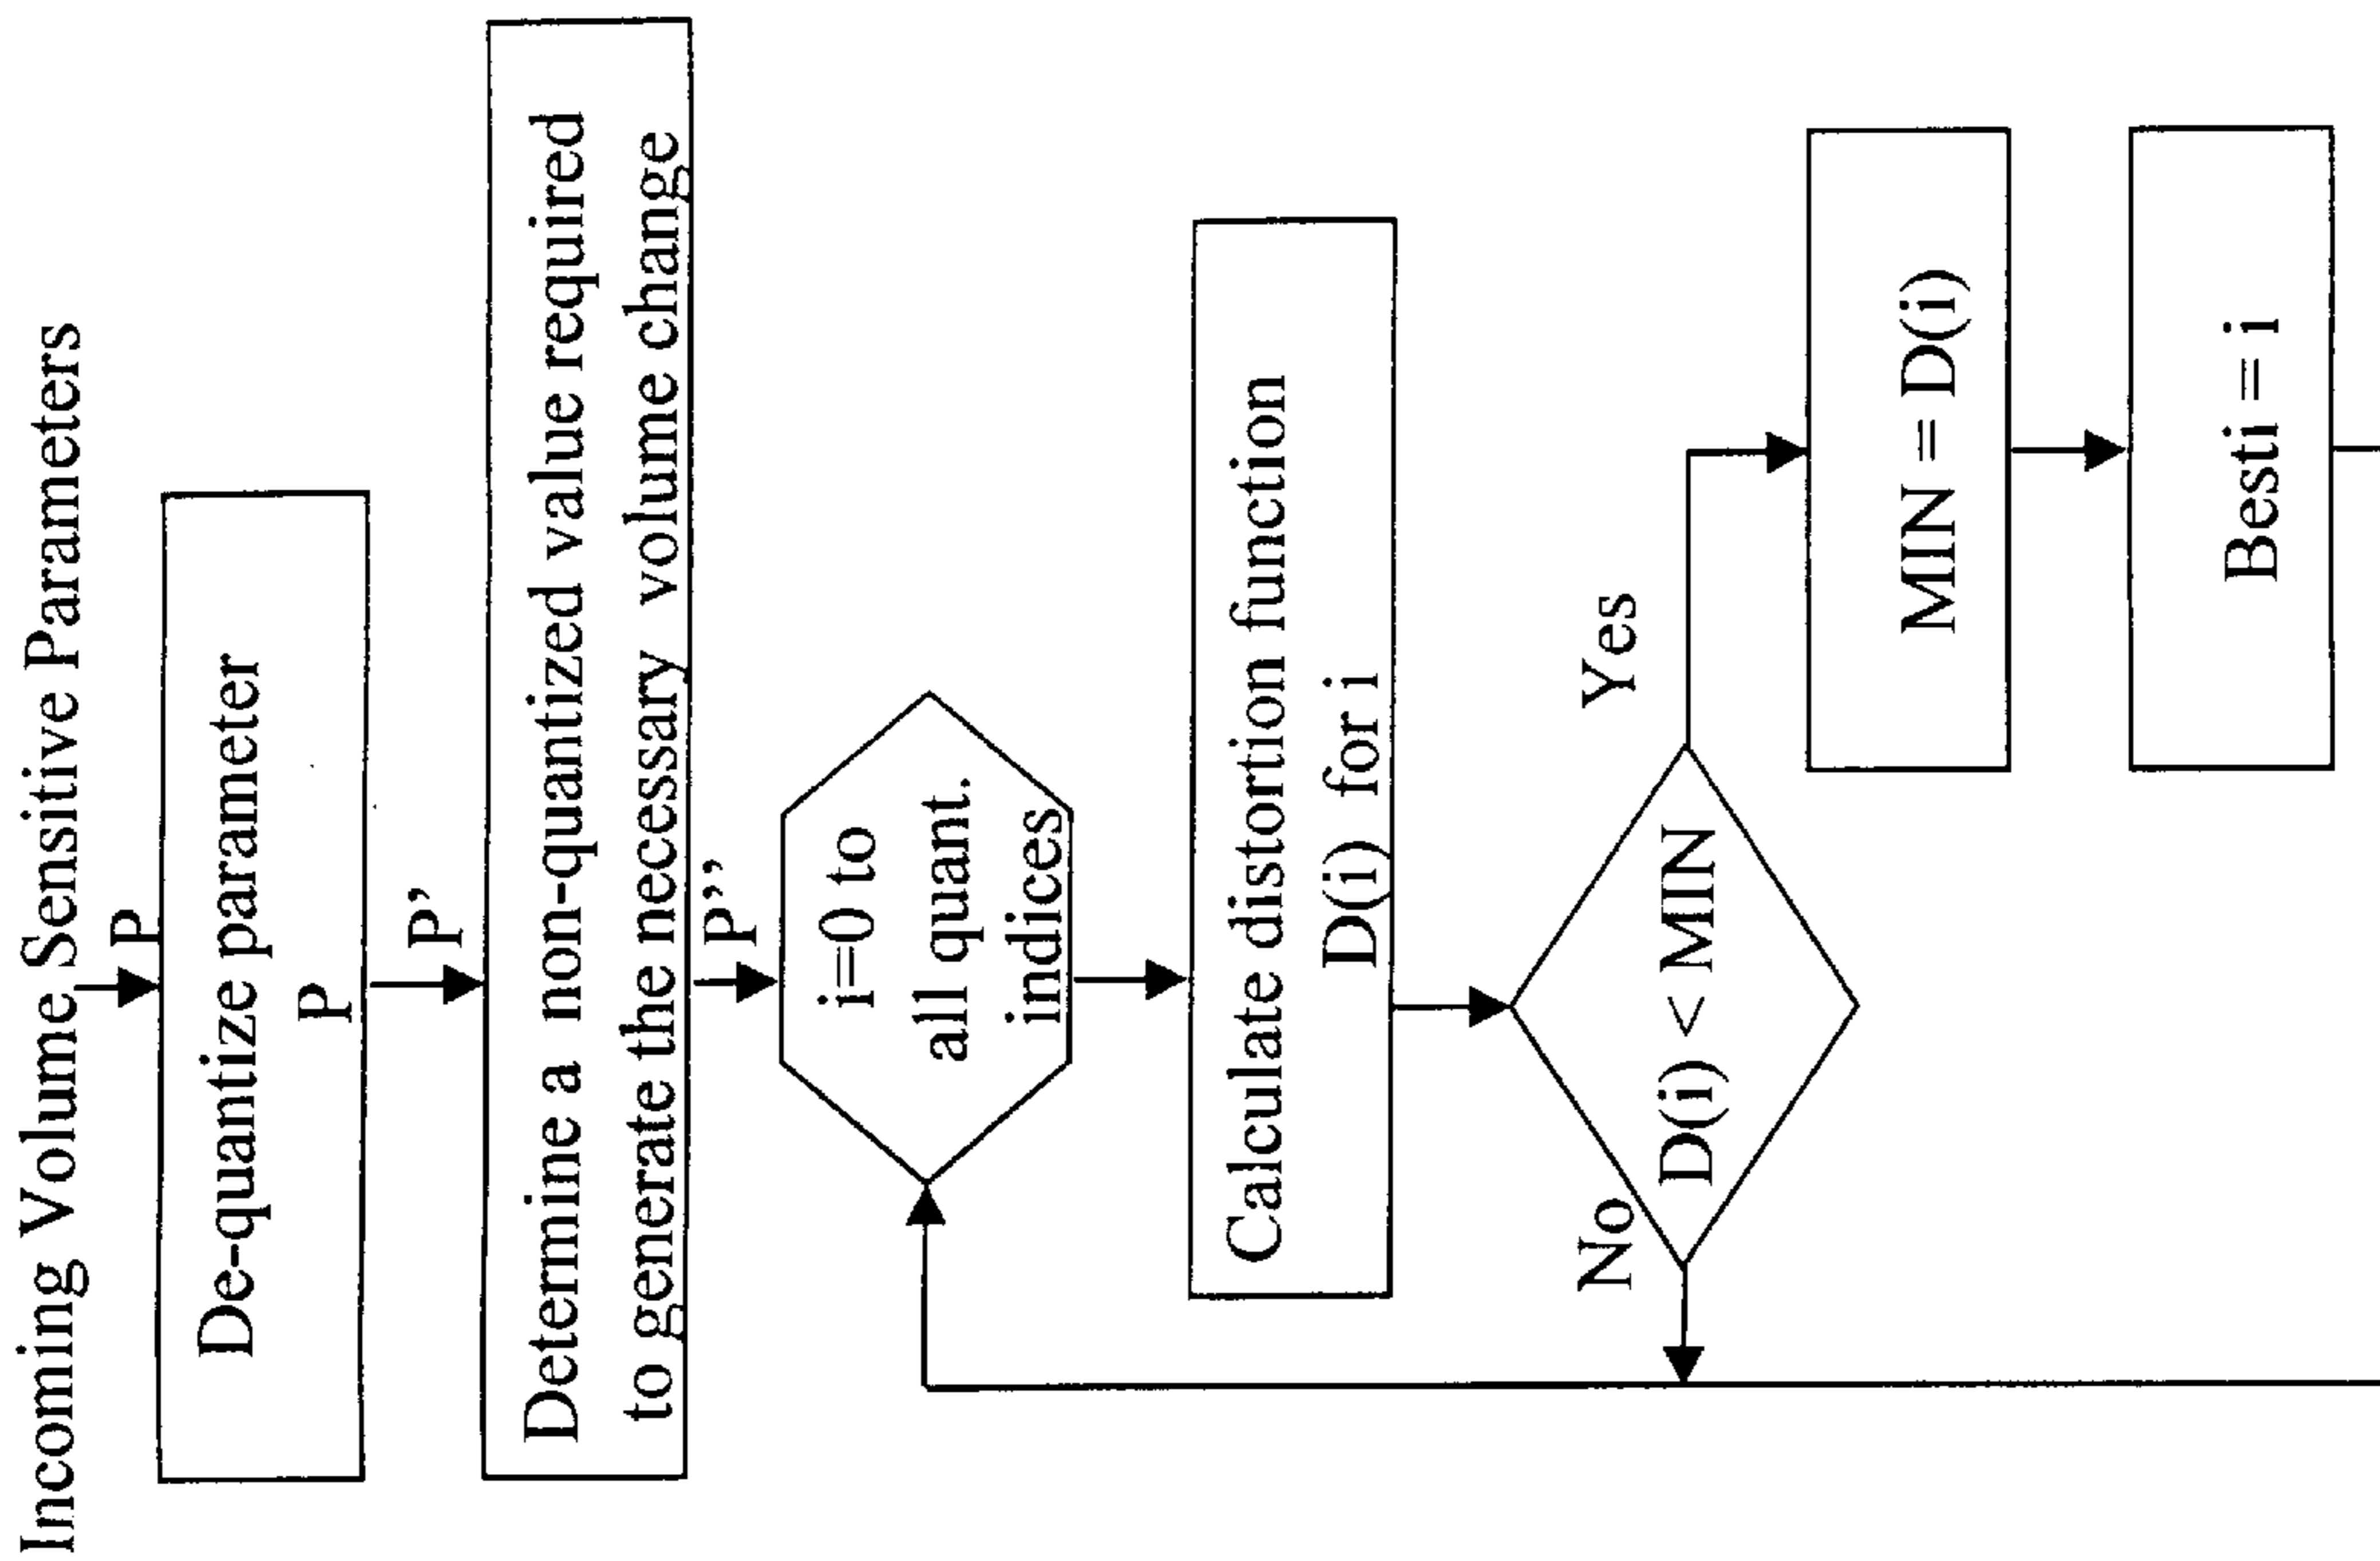 Incoming Volume Sensitive Parameters
P
De-quantize parameter
P
P'
Determine a non-quantized value required
to generate the necessary volume change
P''
i=0 to
all quant.
indices
Calculate distortion function
D(i) for i
D(i) < MIN
No
Yes
MIN = D(i)
Besti = i